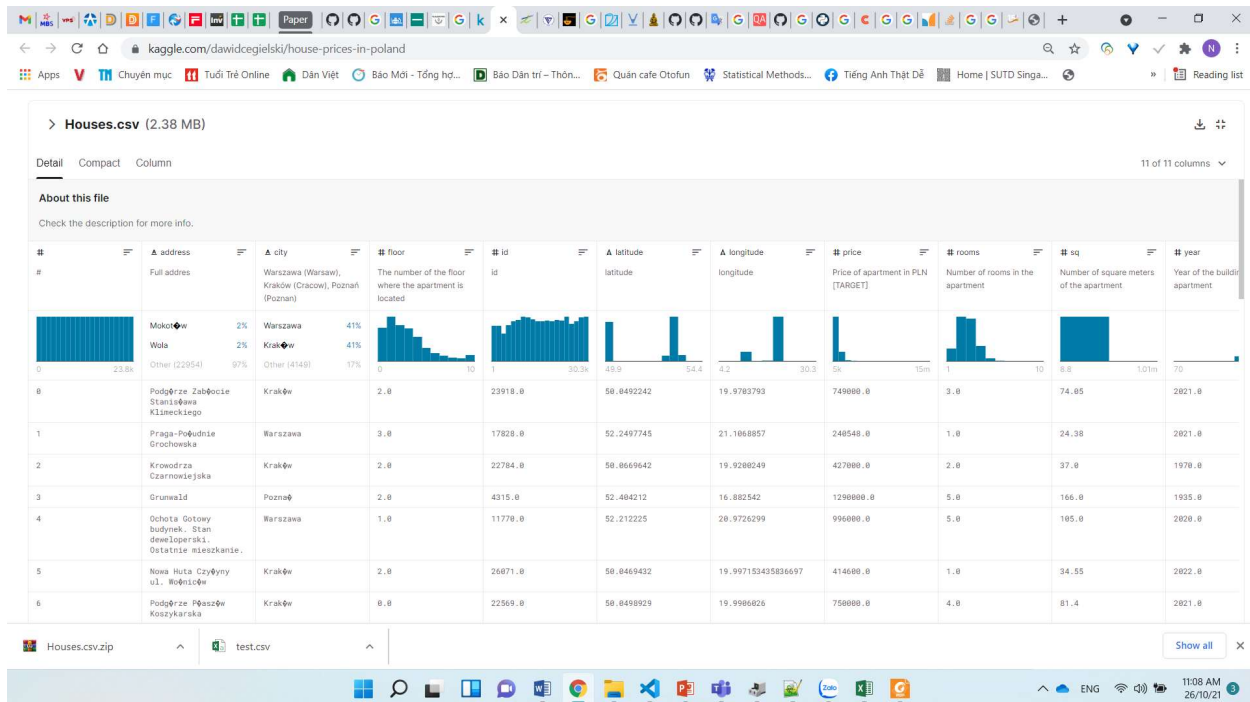 Paper
kaggle.com/dawidcegielski/house-prices-in-poland
Apps Chuyên mục Tuổi Trẻ Online Dân Việt Báo Mới - Tổng hợ... Báo Dân trí – Thôn... Quán cafe Otofun Statistical Methods... Tiếng Anh Thật Dễ Home | SUTD Singa... » Reading list
Houses.csv (2.38 MB)
Detail Compact Column 11 of 11 columns
About this file
Check the description for more info.
# A address A city # floor # id A latitude A longitude # price # rooms # sq # year
# Full addres Warszawa (Warsaw), The number of the floor id latitude longitude Price of apartment in PLN Number of rooms in the Number of square meters Year of the buildin
Kraków (Cracow), Poznań where the apartment is [TARGET] apartment of the apartment apartment
(Poznan) located
Mokot�w 2% Warszawa 41%
Wola 2% Krak�w 41%
Other (22954) 97% Other (4149) 17%
0 23.8k 0 10 1 30.3k 49.9 54.4 4.2 30.3 5k 15m 1 10 8.8 1.01m 70
0 Podg�rze Zab�ocie Krak�w 2.0 23918.0 50.0492242 19.9703793 749000.0 3.0 74.05 2021.0
Stanis�awa
Klimeckiego
1 Praga-Po�udnie Warszawa 3.0 17828.0 52.2497745 21.1068857 240548.0 1.0 24.38 2021.0
Grochowska
2 Krowodrza Krak�w 2.0 22784.0 50.0669642 19.9200249 427000.0 2.0 37.0 1970.0
Czarnowiejska
3 Grunwald Pozna� 2.0 4315.0 52.404212 16.882542 1290000.0 5.0 166.0 1935.0
4 Ochota Gotowy Warszawa 1.0 11770.0 52.212225 20.9726299 996000.0 5.0 105.0 2020.0
budynek. Stan
deweloperski.
Ostatnie mieszkanie.
5 Nowa Huta Czy�yny Krak�w 2.0 26071.0 50.0469432 19.997153435836697 414600.0 1.0 34.55 2022.0
ul. Wo�nic�w
6 Podg�rze P�asz�w Krak�w 0.0 22569.0 50.0498929 19.9906026 750000.0 4.0 81.4 2021.0
Koszykarska
Houses.csv.zip test.csv Show all
ENG 11:08 AM
26/10/21 3